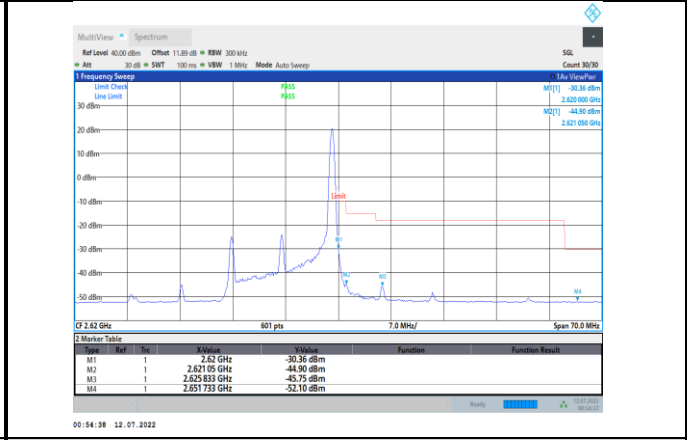 MultiView Spectrum
Ref Level 40.00 dBm Offset 11.89 dB RBW 300 kHz SGL
Att 30 dB SWT 100 ms VBW 1 MHz Mode Auto Sweep Count 30/30
1 Frequency Sweep 1Av ViewPwr
Limit Check PASS M1[1] -30.36 dBm
Line Limit PASS 2.620 000 GHz
30 dBm M2[1] -44.90 dBm
2.621 050 GHz
20 dBm
10 dBm
0 dBm
Limit
-10 dBm
-20 dBm
M1
-30 dBm
M2 M3
-40 dBm
M4
-50 dBm
CF 2.62 GHz 601 pts 7.0 MHz/ Span 70.0 MHz
2 Marker Table
Type Ref Trc X-Value Y-Value Function Function Result
M1 1 2.62 GHz -30.36 dBm
M2 1 2.621 05 GHz -44.90 dBm
M3 1 2.625 833 GHz -45.75 dBm
M4 1 2.651 733 GHz -52.10 dBm
Ready 12.07.2022
00:54:37
00:54:38 12.07.2022